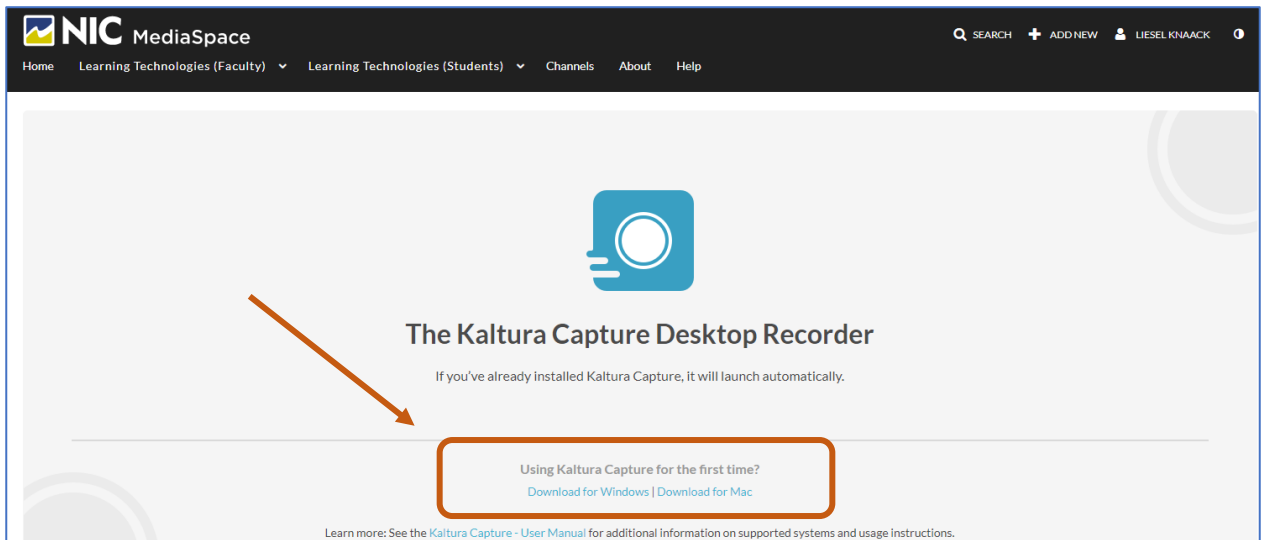 NIC MediaSpace
SEARCH ADD NEW LIESEL KNAACK
Home Learning Technologies (Faculty) Learning Technologies (Students) Channels About Help
The Kaltura Capture Desktop Recorder
If you've already installed Kaltura Capture, it will launch automatically.
Using Kaltura Capture for the first time?
Download for Windows | Download for Mac
Learn more: See the Kaltura Capture - User Manual for additional information on supported systems and usage instructions.